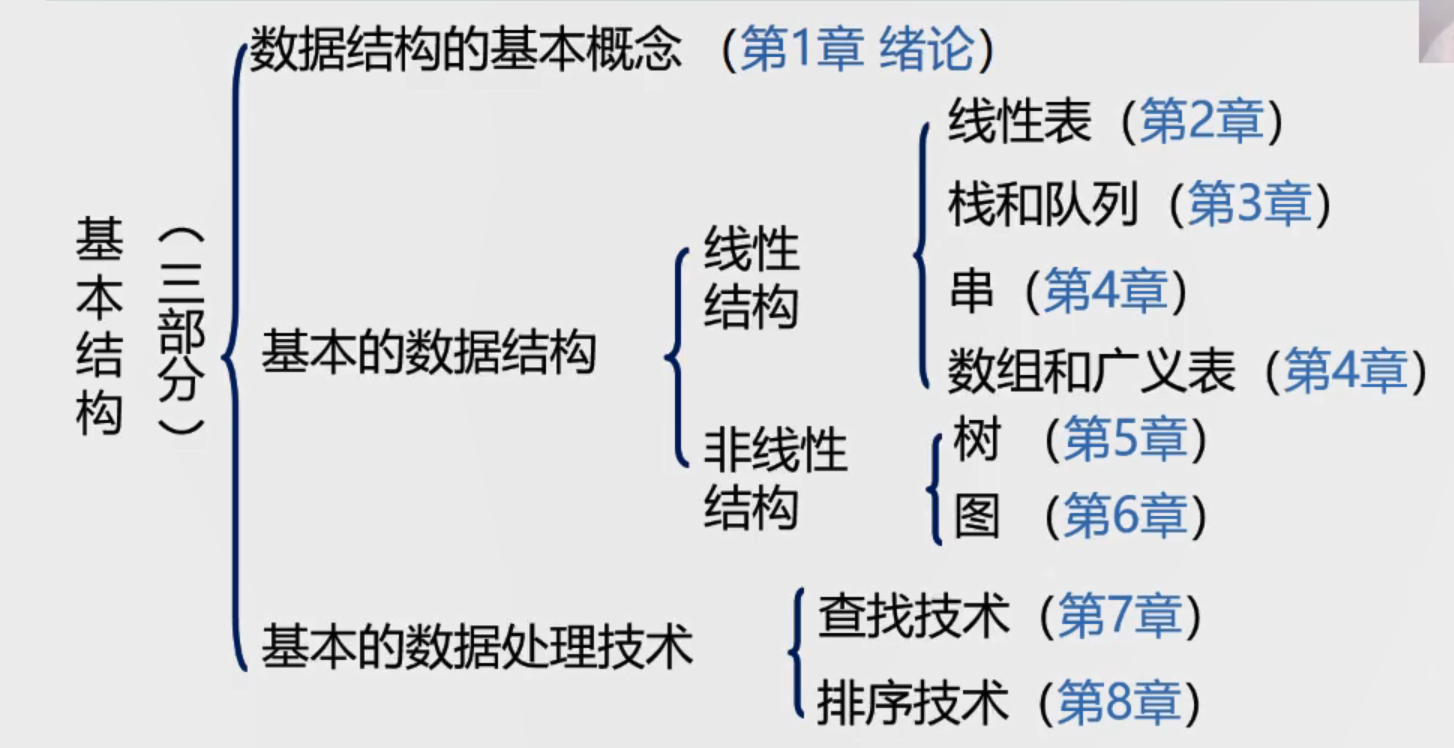 数据结构的基本概念 （第1章 绪论）
线性表（第2章）
栈和队列（第3章）
线性
结构
串（第4章）
数组和广义表（第4章）
基本结构
（三部分）
基本的数据结构
非线性
结构
树 （第5章）
图 （第6章）
基本的数据处理技术
查找技术（第7章）
排序技术（第8章）